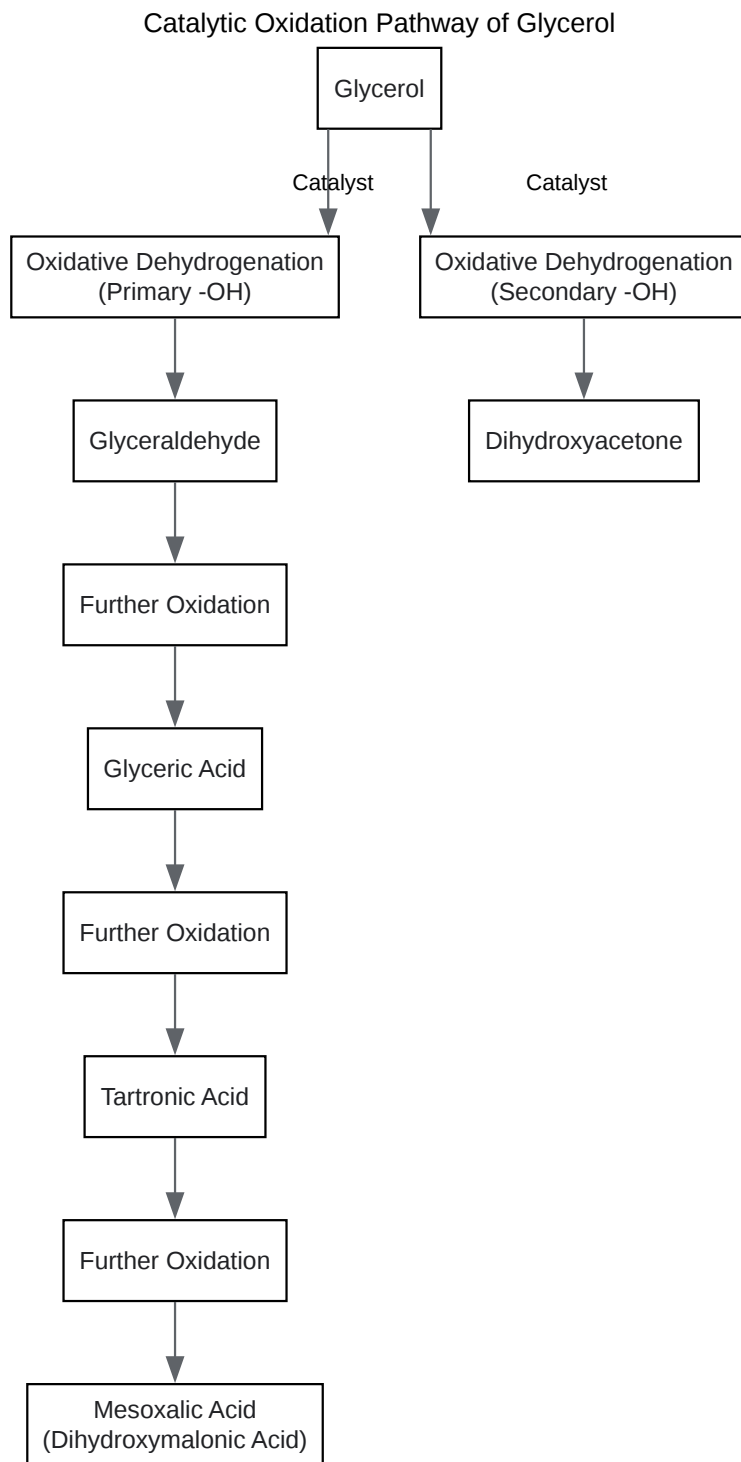 Catalytic Oxidation Pathway of Glycerol
Glycerol
Catalyst
Catalyst
Oxidative Dehydrogenation
(Primary -OH)
Oxidative Dehydrogenation
(Secondary -OH)
Glyceraldehyde
Dihydroxyacetone
Further Oxidation
Glyceric Acid
Further Oxidation
Tartronic Acid
Further Oxidation
Mesoxalic Acid
(Dihydroxymalonic Acid)